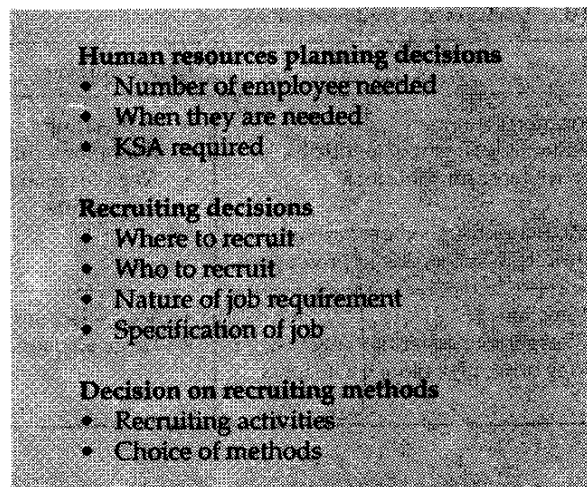 Human resources planning decisions
• Number of employee needed
• When they are needed
• KSA required
Recruiting decisions
• Where to recruit
• Who to recruit
• Nature of job requirement
• Specification of job
Decision on recruiting methods
• Recruiting activities
• Choice of methods